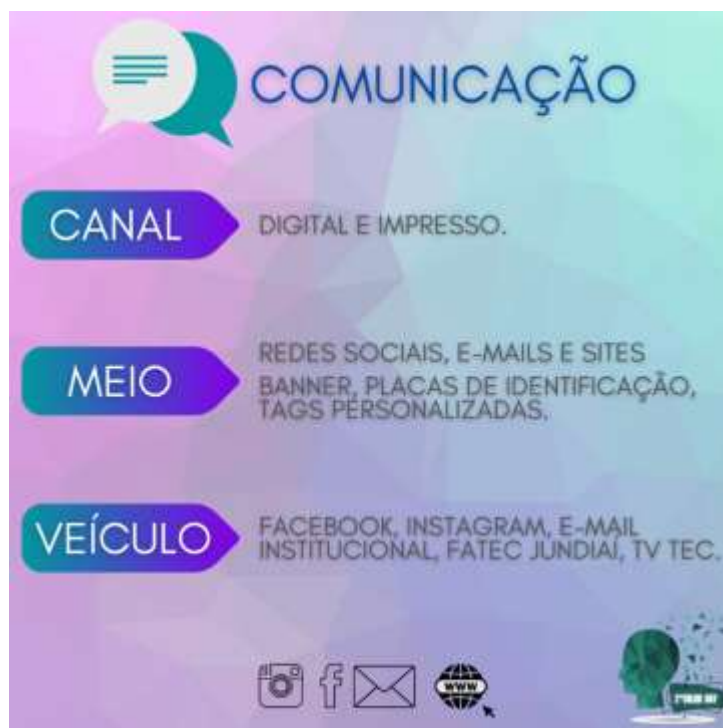 COMUNICAÇÃO
CANAL
DIGITAL E IMPRESSO.
MEIO
REDES SOCIAIS, E-MAILS E SITES
BANNER, PLACAS DE IDENTIFICAÇÃO,
TAGS PERSONALIZADAS.
VEÍCULO
FACEBOOK, INSTAGRAM, E-MAIL
INSTITUCIONAL, FATEC JUNDIAÍ, TV TEC.
WWW